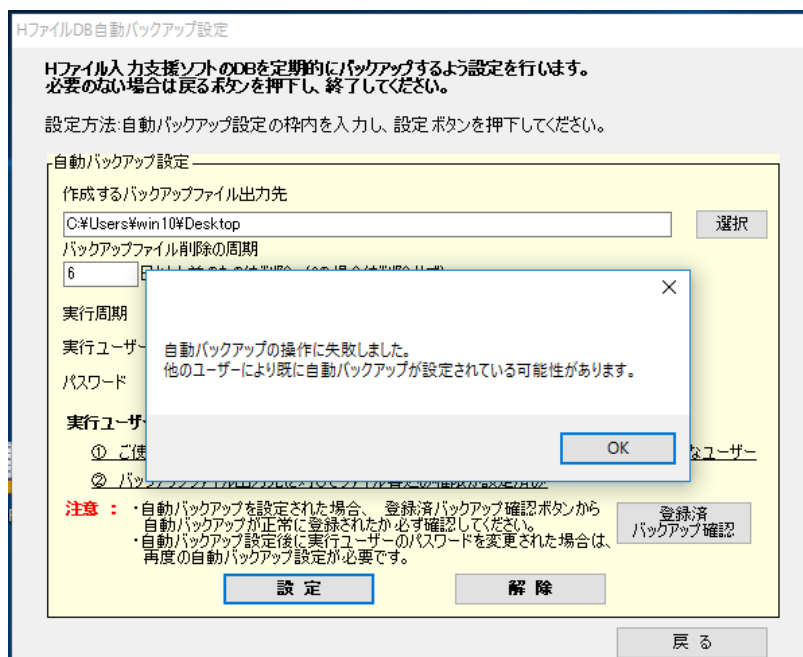 HファイルDB自動バックアップ設定
Hファイル入力支援ソフトのDBを定期的にバックアップするよう設定を行います。
必要のない場合は戻るボタンを押下し、終了してください。
設定方法:自動バックアップ設定の枠内を入力し、設定ボタンを押下してください。
自動バックアップ設定
作成するバックアップファイル出力先
C:¥Users¥win10¥Desktop
選択
バックアップファイル削除の周期
6
実行周期
実行ユーザー
パスワード
自動バックアップの操作に失敗しました。
他のユーザーにより既に自動バックアップが設定されている可能性があります。
OK
実行ユーザ
① ご使
なユーザー
②
注意 : ・自動バックアップを設定された場合、登録済バックアップ確認ボタンから
自動バックアップが正常に登録されたか必ず確認してください。
・自動バックアップ設定後に実行ユーザーのパスワードを変更された場合は、
再度の自動バックアップ設定が必要です。
登録済
バックアップ確認
設 定
解 除
戻 る